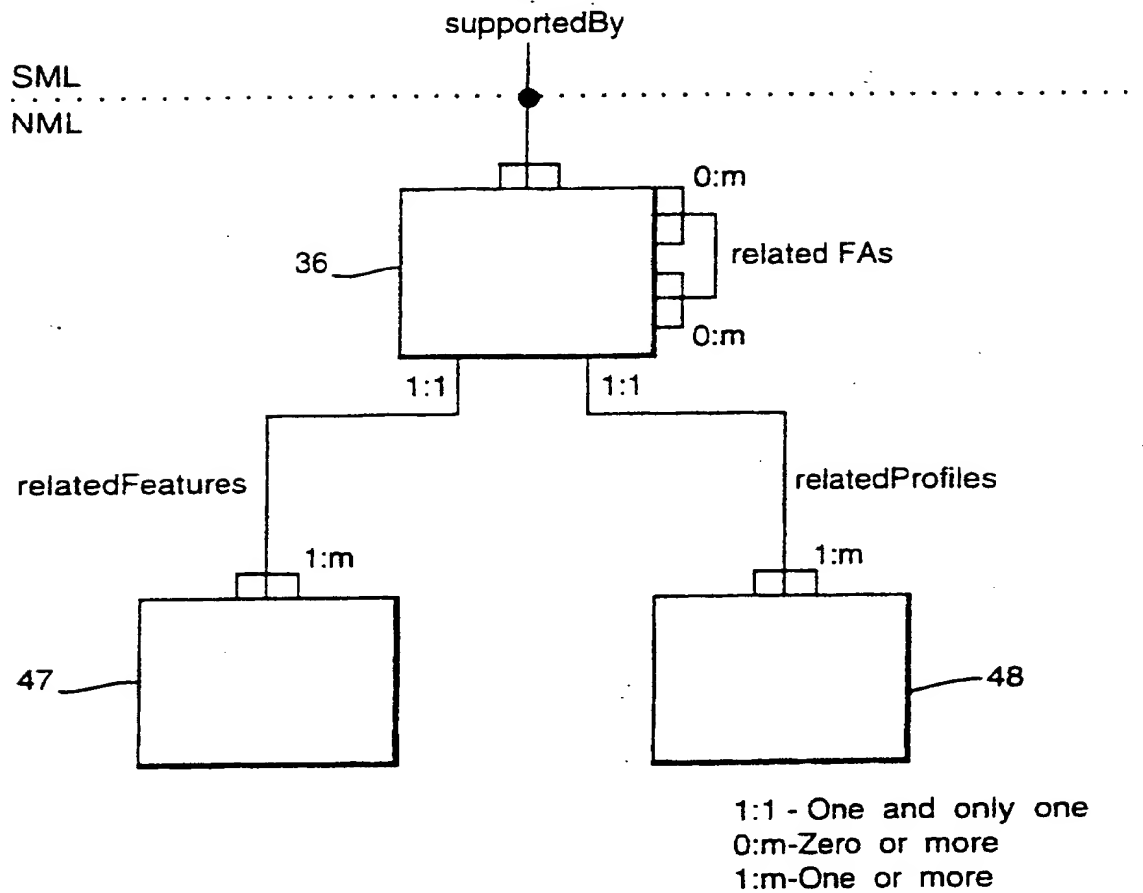 supportedBy
SML
NML
0:m
related FAs
36
0:m
1:1
1:1
relatedFeatures
relatedProfiles
1:m
1:m
47
48
1:1 - One and only one
0:m-Zero or more
1:m-One or more